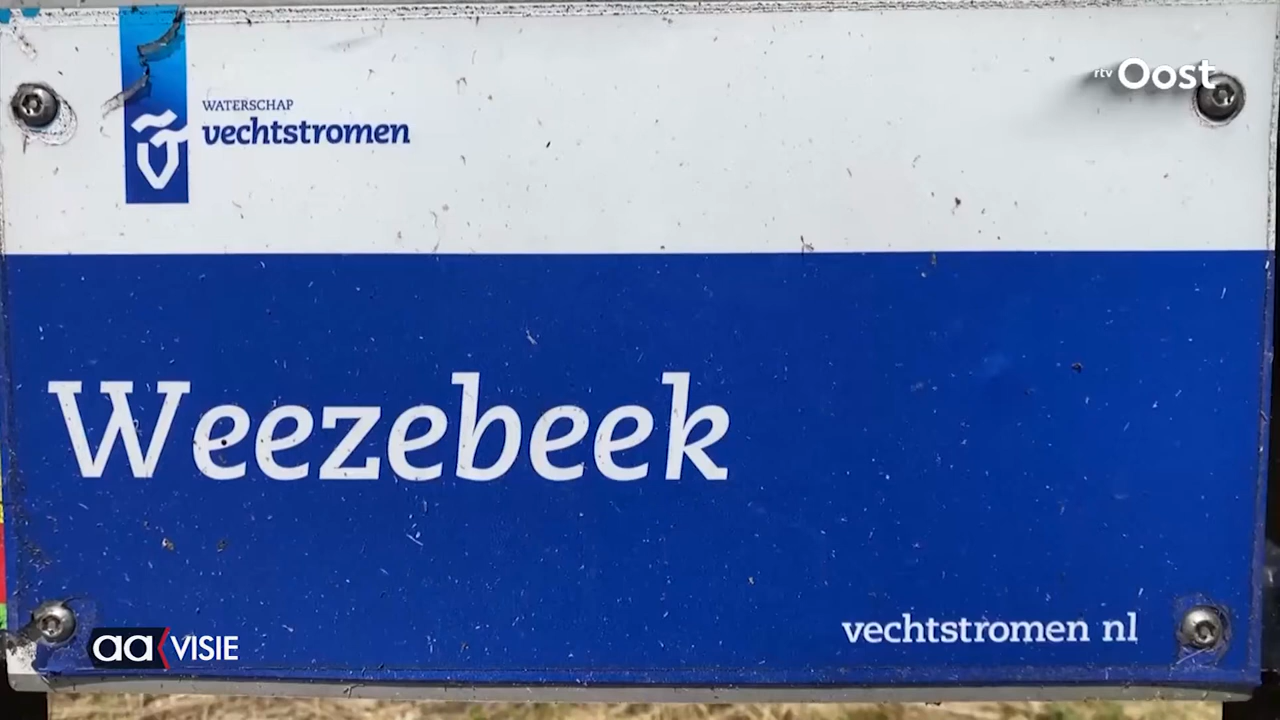 rtv Oost
WATERSCHAP
vechtstromen
Weezebeek
vechtstromen nl
aa VISIE